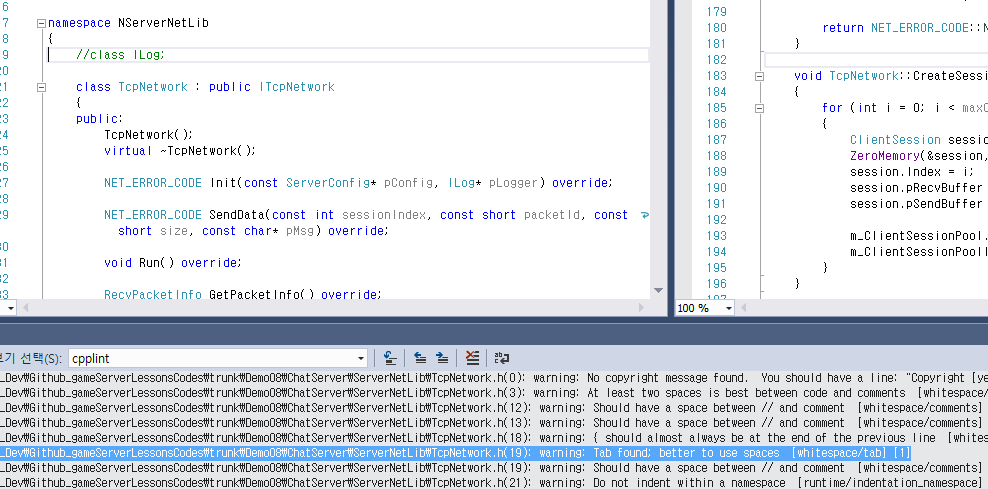 6
7 namespace NServerNetLib
8 {
9 //class ILog;
20
21 class TcpNetwork : public ITcpNetwork
22 {
23 public:
24 TcpNetwork();
25 virtual ~TcpNetwork();
26
27 NET_ERROR_CODE Init(const ServerConfig* pConfig, ILog* pLogger) override;
28
29 NET_ERROR_CODE SendData(const int sessionIndex, const short packetId, const
short size, const char* pMsg) override;
30
31 void Run() override;
32
33 RecvPacketInfo GetPacketInfo() override;
179
180 return NET_ERROR_CODE::N
181 }
182
183 void TcpNetwork::CreateSessi
184 {
185 for (int i = 0; i < maxC
186 {
187 ClientSession sessi
188 ZeroMemory(&session,
189 session.Index = i;
190 session.pRecvBuffer
191 session.pSendBuffer
192
193 m_ClientSessionPool.
194 m_ClientSessionPoolI
195 }
196 }
197
100 %
보기 선택(S): cpplint
_Dev\Github_gameServerLessonsCodes\trunk\Demo08\ChatServer\ServerNetLib\TcpNetwork.h(0): warning: No copyright message found. You should have a line: "Copyright [ye
_Dev\Github_gameServerLessonsCodes\trunk\Demo08\ChatServer\ServerNetLib\TcpNetwork.h(3): warning: At least two spaces is best between code and comments [whitespace/
_Dev\Github_gameServerLessonsCodes\trunk\Demo08\ChatServer\ServerNetLib\TcpNetwork.h(12): warning: Should have a space between // and comment [whitespace/comments]
_Dev\Github_gameServerLessonsCodes\trunk\Demo08\ChatServer\ServerNetLib\TcpNetwork.h(13): warning: Should have a space between // and comment [whitespace/comments]
_Dev\Github_gameServerLessonsCodes\trunk\Demo08\ChatServer\ServerNetLib\TcpNetwork.h(18): warning: { should almost always be at the end of the previous line [whites
_Dev\Github_gameServerLessonsCodes\trunk\Demo08\ChatServer\ServerNetLib\TcpNetwork.h(19): warning: Tab found; better to use spaces [whitespace/tab] [1]
_Dev\Github_gameServerLessonsCodes\trunk\Demo08\ChatServer\ServerNetLib\TcpNetwork.h(19): warning: Should have a space between // and comment [whitespace/comments]
_Dev\Github_gameServerLessonsCodes\trunk\Demo08\ChatServer\ServerNetLib\TcpNetwork.h(21): warning: Do not indent within a namespace [runtime/indentation_namespace]